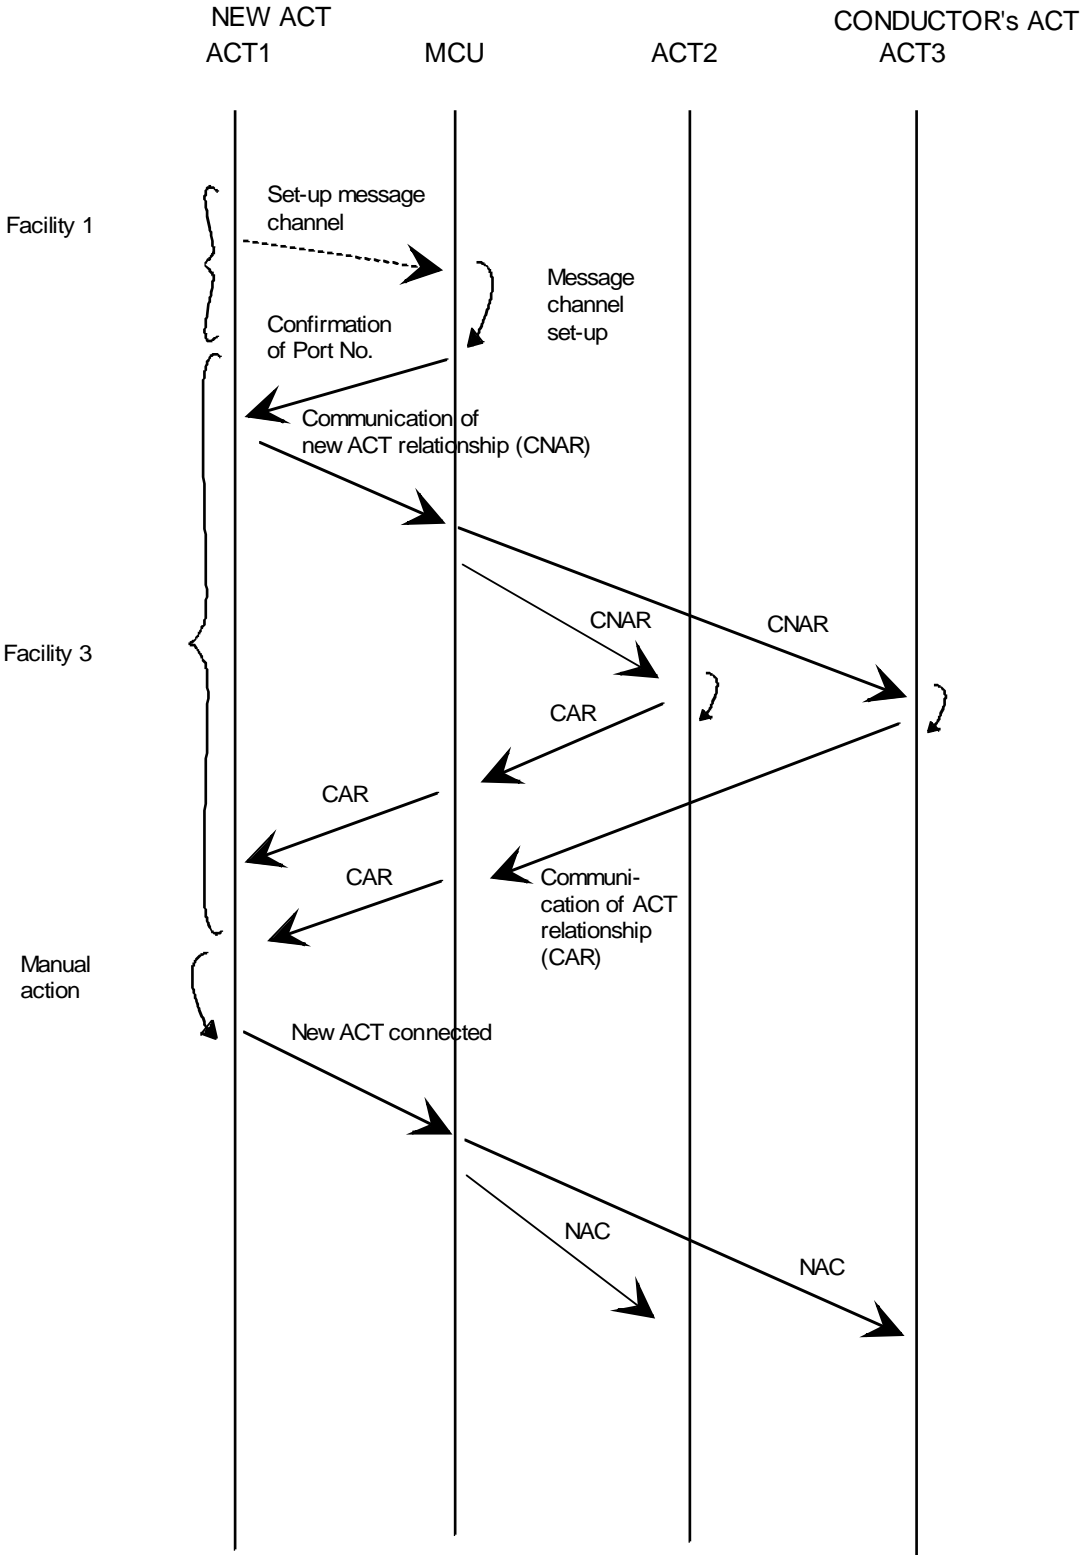 NEW ACT
CONDUCTOR's ACT
ACT1
MCU
ACT2
ACT3
Set-up message
channel
Facility 1
Message
channel
set-up
Confirmation
of Port No.
Communication of
new ACT relationship (CNAR)
CNAR
CNAR
Facility 3
CAR
CAR
CAR
Communi-
cation of ACT
relationship
(CAR)
Manual
action
New ACT connected
NAC
NAC